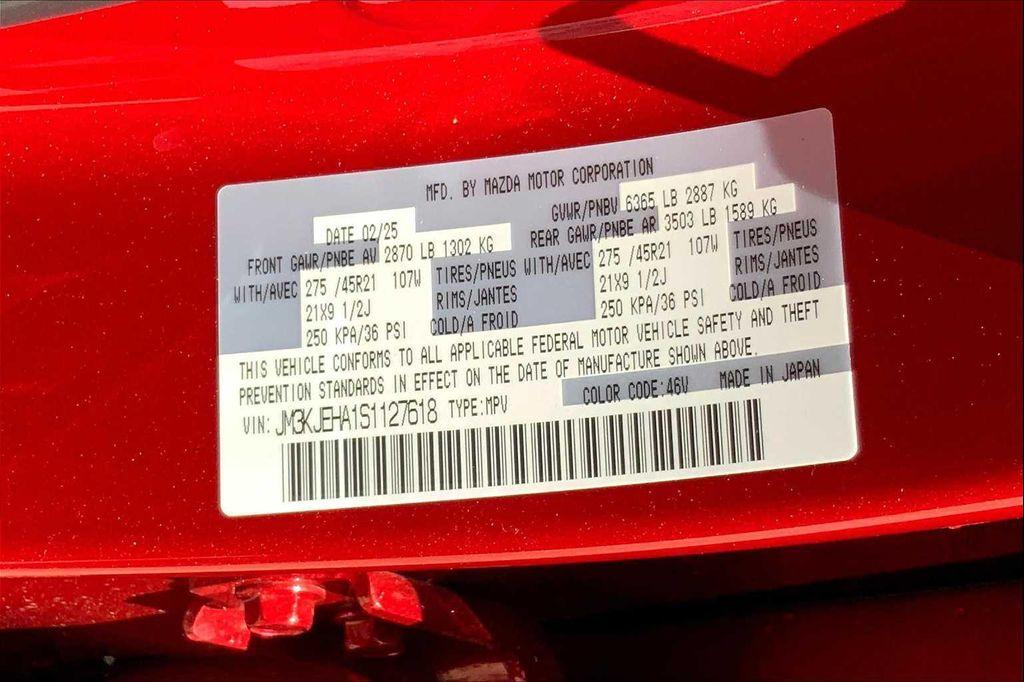 MFD. BY MAZDA MOTOR CORPORATION
DATE 02/25 GVWR/PNBV 6365 LB 2887 KG
FRONT GAWR/PNBE AV 2870 LB 1302 KG REAR GAWR/PNBE AR 3503 LB 1589 KG
WITH/AVEC 275 /45R21 107W TIRES/PNEUS WITH/AVEC 275 /45R21 107W TIRES/PNEUS
21X9 1/2J RIMS/JANTES 21X9 1/2J RIMS/JANTES
250 KPA/36 PSI COLD/A FROID 250 KPA/36 PSI COLD/A FROID
THIS VEHICLE CONFORMS TO ALL APPLICABLE FEDERAL MOTOR VEHICLE SAFETY AND THEFT
PREVENTION STANDARDS IN EFFECT ON THE DATE OF MANUFACTURE SHOWN ABOVE.
VIN: JM3KJEHA1S1127618 TYPE:MPV COLOR CODE:46V MADE IN JAPAN